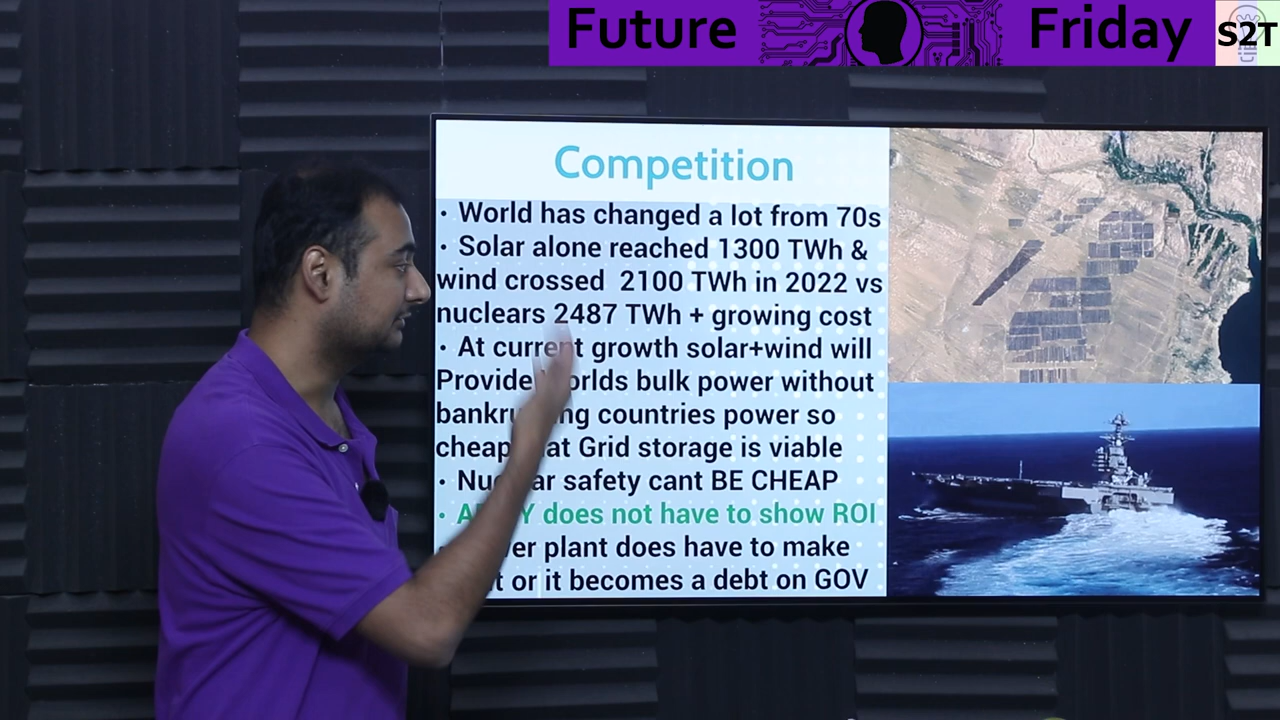 Future Friday S2T
Competition
• World has changed a lot from 70s
• Solar alone reached 1300 TWh &
wind crossed 2100 TWh in 2022 vs
nuclears 2487 TWh + growing cost
• At current growth solar+wind will
Provide bulk power without
countries power so
Grid storage is viable
• safety cant BE CHEAP
• does not have to show ROI
plant does have to make
or it becomes a debt on GOV